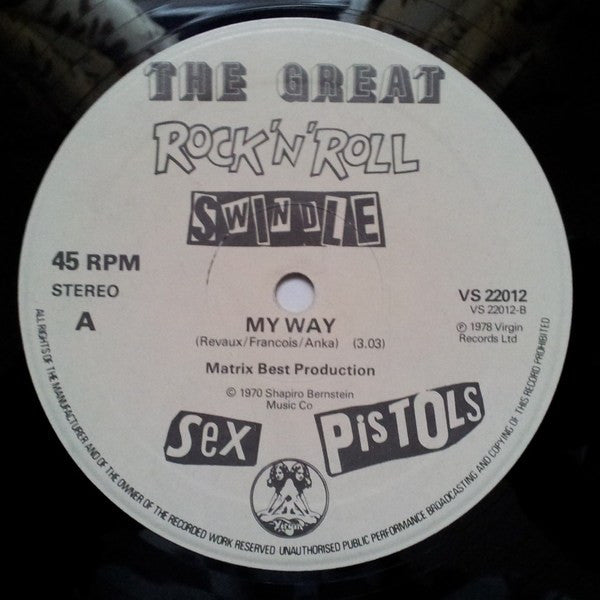 THE GREAT
ROCK'N'ROLL
SWINDLE
45 RPM
STEREO
A
VS 22012
VS 22012-B
℗ 1978 Virgin
Records Ltd
MY WAY
(Revaux/Francois/Anka) (3.03)
Matrix Best Production
© 1970 Shapiro Bernstein
Music Co
Sex PiSTOLS
Virgin
ALL RIGHTS OF THE MANUFACTURER AND OF THE OWNER OF THE RECORDED WORK RESERVED. UNAUTHORISED PUBLIC PERFORMANCE BROADCASTING AND COPYING OF THIS RECORD PROHIBITED